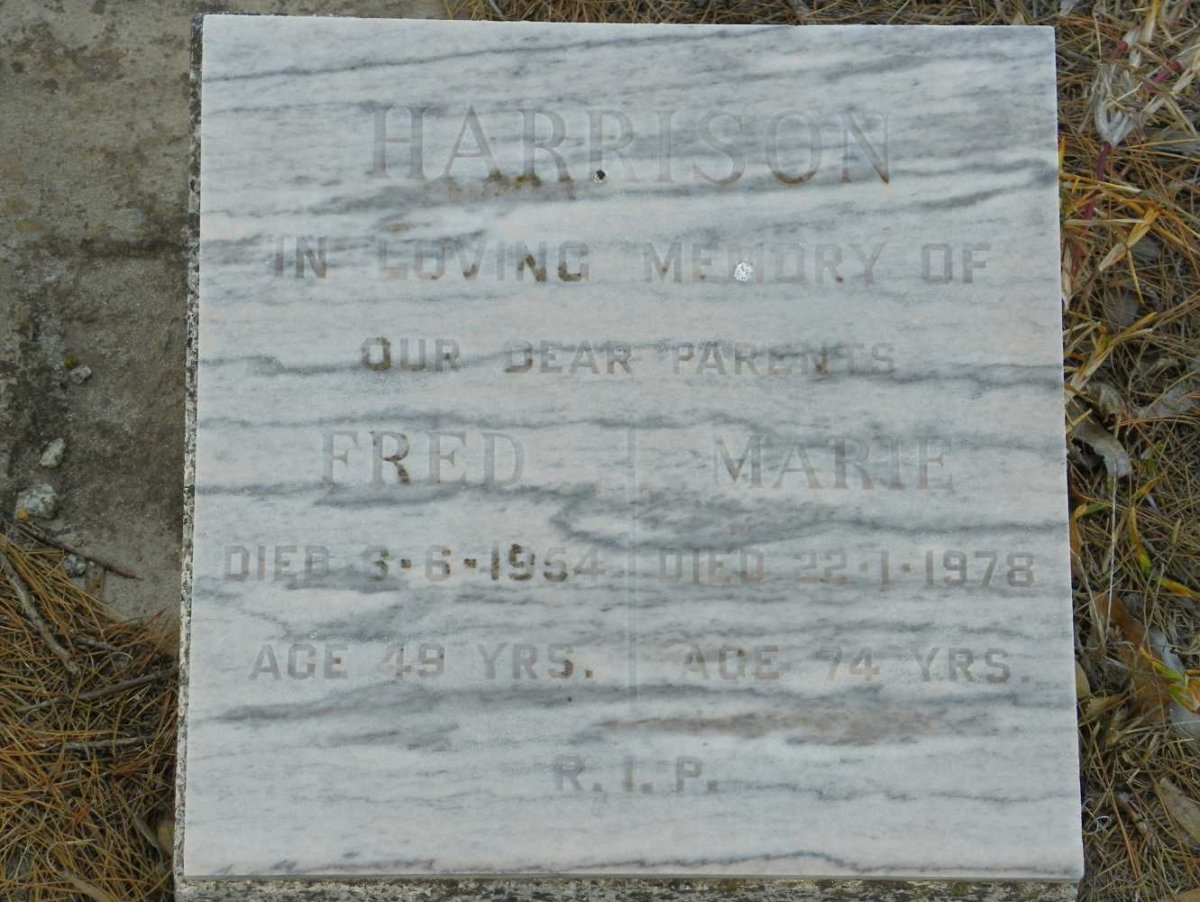 HARRISON
IN LOVING MEMORY OF
OUR DEAR PARENTS
FRED MARIE
DIED 3·6·1954 DIED 22·1·1978
AGE 49 YRS. AGE 74 YRS.
R.I.P.